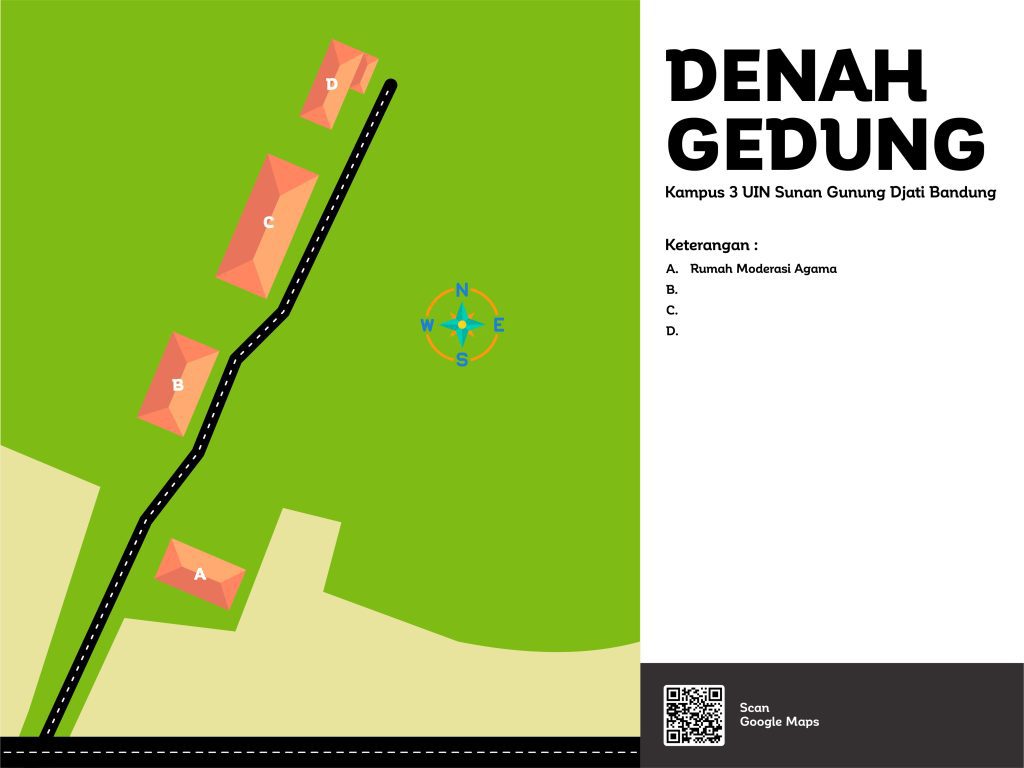 DENAH
GEDUNG
Kampus 3 UIN Sunan Gunung Djati Bandung
Keterangan :
A. Rumah Moderasi Agama
B.
C.
D.
D
C
B
A
N
W E
S
Scan
Google Maps